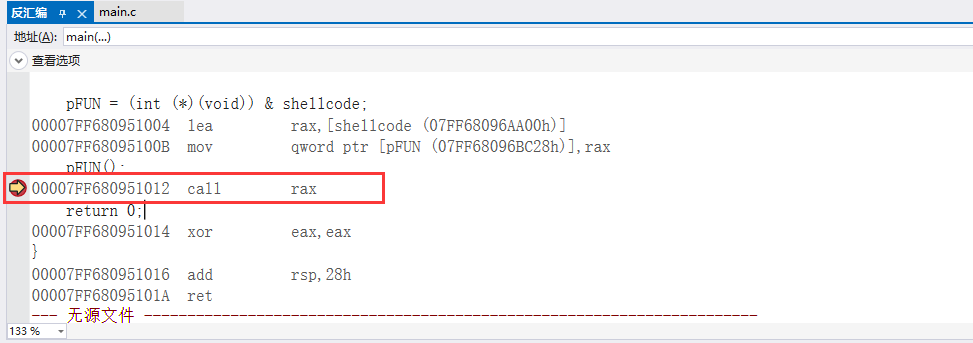 反汇编 main.c
地址(A): main(...)
查看选项
pFUN = (int (*)(void)) & shellcode;
00007FF680951004 lea rax,[shellcode (07FF68096AA00h)]
00007FF68095100B mov qword ptr [pFUN (07FF68096BC28h)],rax
pFUN();
00007FF680951012 call rax
return 0;
00007FF680951014 xor eax,eax
}
00007FF680951016 add rsp,28h
00007FF68095101A ret
--- 无源文件 -----------------------------------------------------------------------
133 %